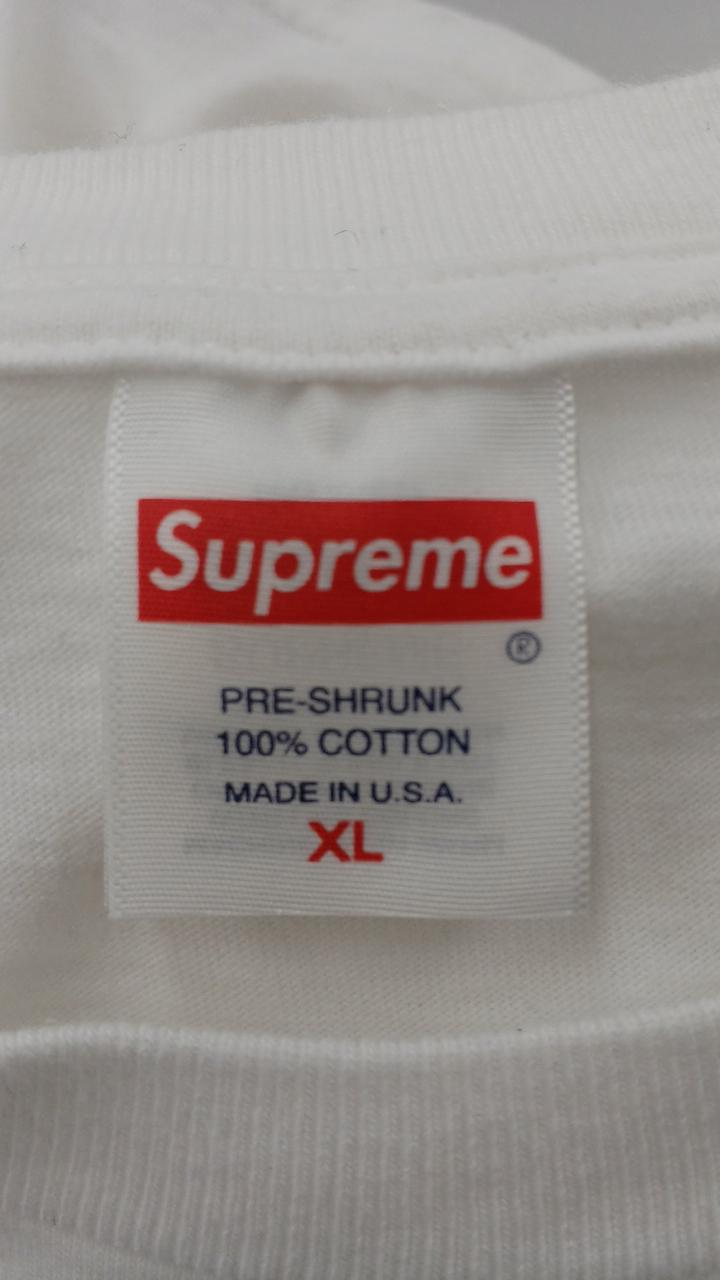 Supreme
®
PRE-SHRUNK
100% COTTON
MADE IN U.S.A.
XL